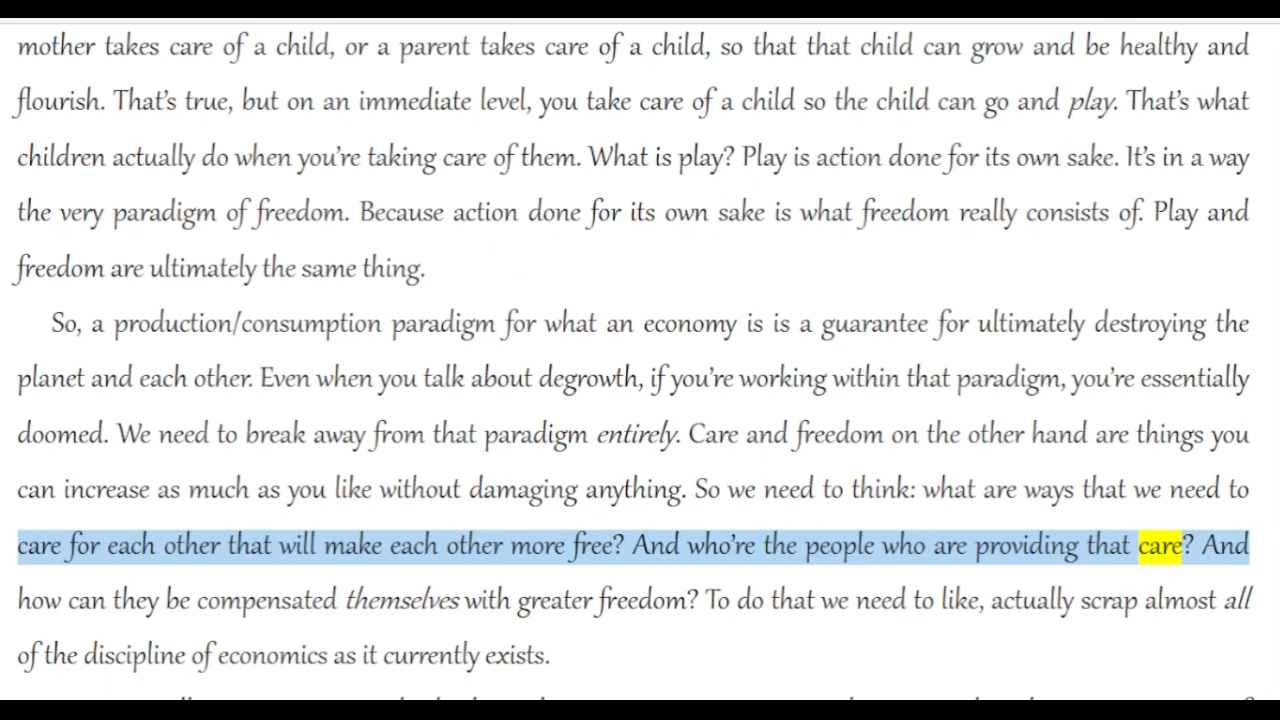 mother takes care of a child, or a parent takes care of a child, so that that child can grow and be healthy and
flourish. That's true, but on an immediate level, you take care of a child so the child can go and play. That's what
children actually do when you're taking care of them. What is play? Play is action done for its own sake. It's in a way
the very paradigm of freedom. Because action done for its own sake is what freedom really consists of. Play and
freedom are ultimately the same thing.
So, a production/consumption paradigm for what an economy is is a guarantee for ultimately destroying the
planet and each other. Even when you talk about degrowth, if you're working within that paradigm, you're essentially
doomed. We need to break away from that paradigm entirely. Care and freedom on the other hand are things you
can increase as much as you like without damaging anything. So we need to think: what are ways that we need to
care for each other that will make each other more free? And who're the people who are providing that care? And
how can they be compensated themselves with greater freedom? To do that we need to like, actually scrap almost all
of the discipline of economics as it currently exists.